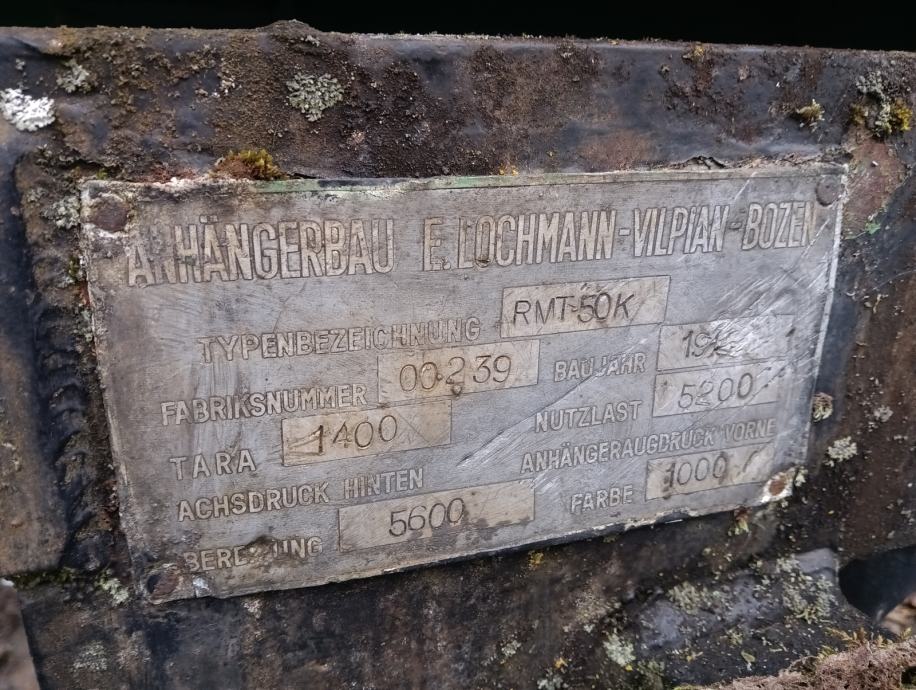 ANHÄNGERBAU E. LOCHMANN-VILPIAN-BOZEN
TYPENBEZEICHNUNG RMT-50K
FABRIKSNUMMER 00239 BAUJAHR
TARA 1400 NUTZLAST 5200
ACHSDRUCK HINTEN 5600 ANHÄNGERAUGDRUCK VORNE 1000
FARBE